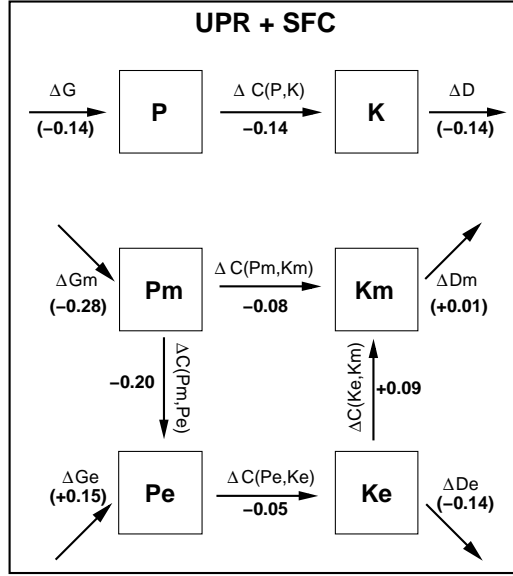 UPR + SFC
ΔG
(−0.14)
P
Δ C(P,K)
−0.14
K
ΔD
(−0.14)
ΔGm
(−0.28)
Pm
Δ C(Pm,Km)
−0.08
Km
ΔDm
(+0.01)
−0.20
ΔC(Pm,Pe)
ΔC(Ke,Km)
+0.09
ΔGe
(+0.15)
Pe
Δ C(Pe,Ke)
−0.05
Ke
ΔDe
(−0.14)